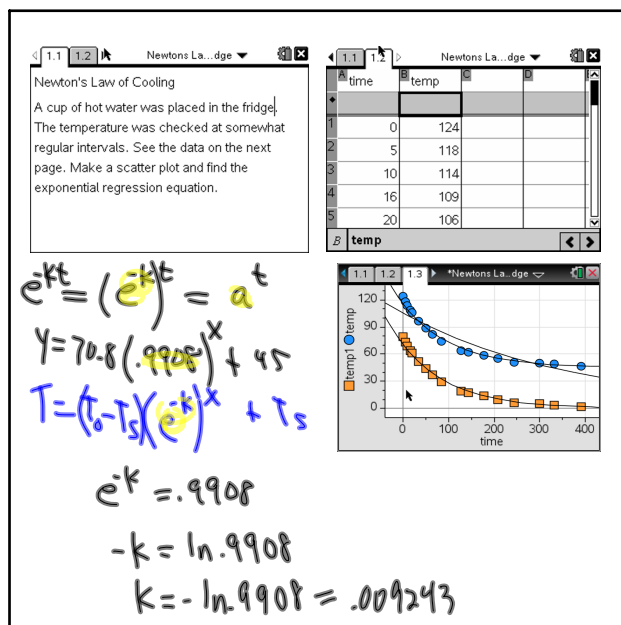 1.1 1.2 Newtons La...dge
Newton's Law of Cooling
A cup of hot water was placed in the fridge.
The temperature was checked at somewhat
regular intervals. See the data on the next
page. Make a scatter plot and find the
exponential regression equation.
1.1 1.2 Newtons La...dge
A time B temp C D
1 0 124
2 5 118
3 10 114
4 16 109
5 20 106
B temp
e^-kt = (e^-k)^t = a^t
y=70.8(.9908)^x + 45
T=(T₀-Tₛ)(e^-k)^x + Tₛ
1.1 1.2 1.3 *Newtons La...dge
temp1 temp
120
90
60
30
0
0 100 200 300 400
time
e^-k = .9908
-k = ln .9908
k = - ln .9908 = .009243